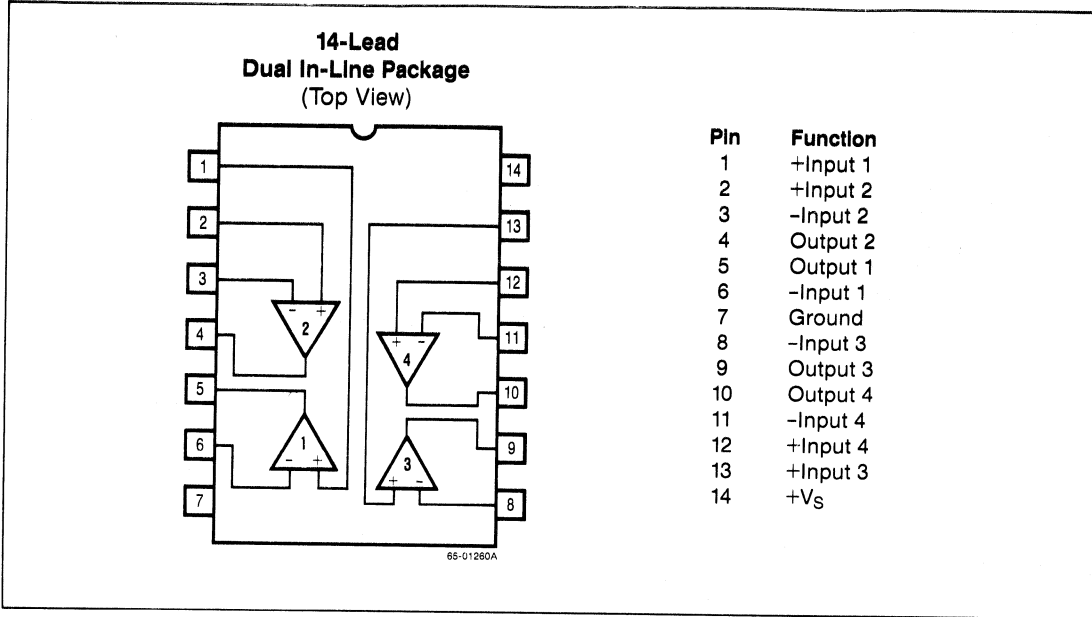 14-Lead
Dual In-Line Package
(Top View)
1
2
3
4
5
6
7
14
13
12
11
10
9
8
- +
2
+ -
4
1
- +
3
+ -
65-01260A
Pin Function
1 +Input 1
2 +Input 2
3 -Input 2
4 Output 2
5 Output 1
6 -Input 1
7 Ground
8 -Input 3
9 Output 3
10 Output 4
11 -Input 4
12 +Input 4
13 +Input 3
14 +VS